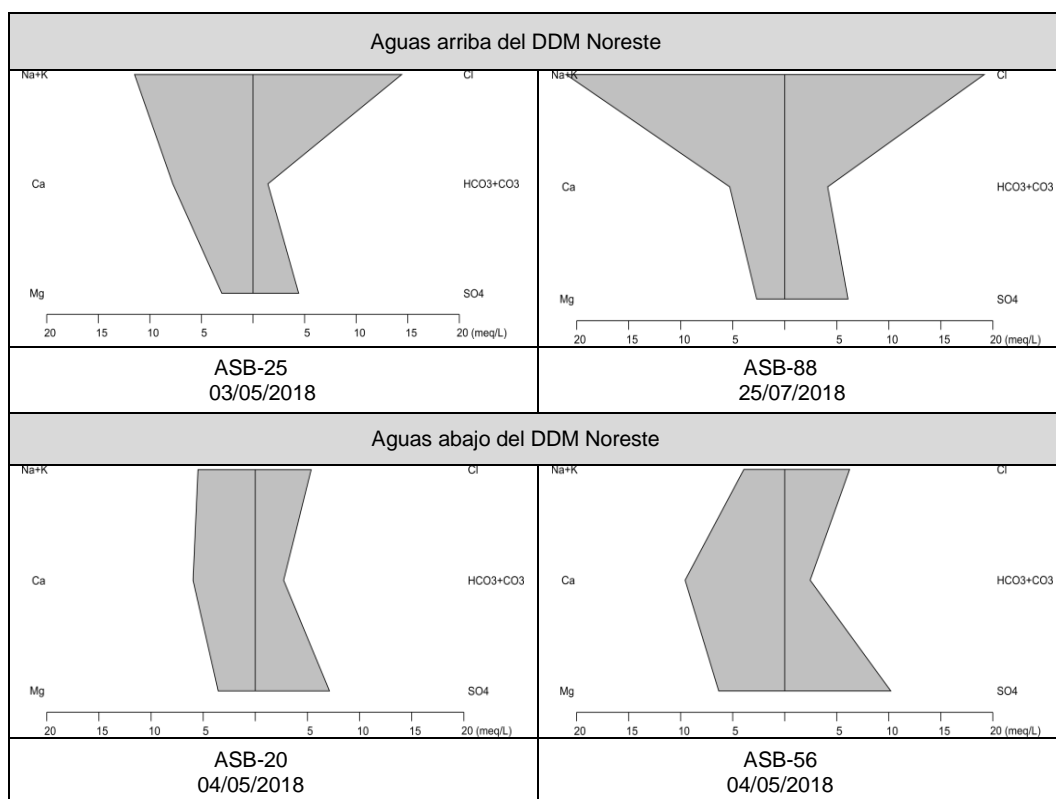 Aguas arriba del DDM Noreste
Na+K Cl
Ca HCO3+CO3
Mg SO4
20 15 10 5 5 10 15 20 (meq/L)
ASB-25
03/05/2018
Na+K Cl
Ca HCO3+CO3
Mg SO4
20 15 10 5 5 10 15 20 (meq/L)
ASB-88
25/07/2018
Aguas abajo del DDM Noreste
Na+K Cl
Ca HCO3+CO3
Mg SO4
20 15 10 5 5 10 15 20 (meq/L)
ASB-20
04/05/2018
Na+K Cl
Ca HCO3+CO3
Mg SO4
20 15 10 5 5 10 15 20 (meq/L)
ASB-56
04/05/2018